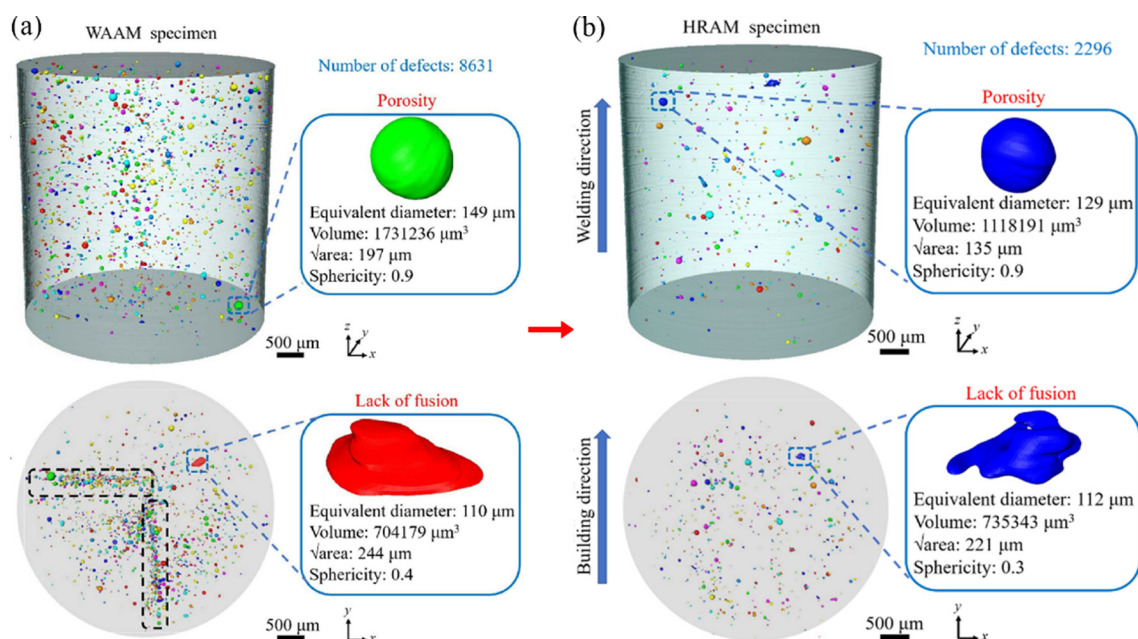 (a)
WAAM specimen
Number of defects: 8631
Porosity
Equivalent diameter: 149 μm
Volume: 1731236 μm³
√area: 197 μm
Sphericity: 0.9
500 μm
z
y
x
Lack of fusion
Equivalent diameter: 110 μm
Volume: 704179 μm³
√area: 244 μm
Sphericity: 0.4
500 μm
y
x
(b)
HRAM specimen
Number of defects: 2296
Welding direction
Porosity
Equivalent diameter: 129 μm
Volume: 1118191 μm³
√area: 135 μm
Sphericity: 0.9
500 μm
z
y
x
Building direction
Lack of fusion
Equivalent diameter: 112 μm
Volume: 735343 μm³
√area: 221 μm
Sphericity: 0.3
500 μm
y
x